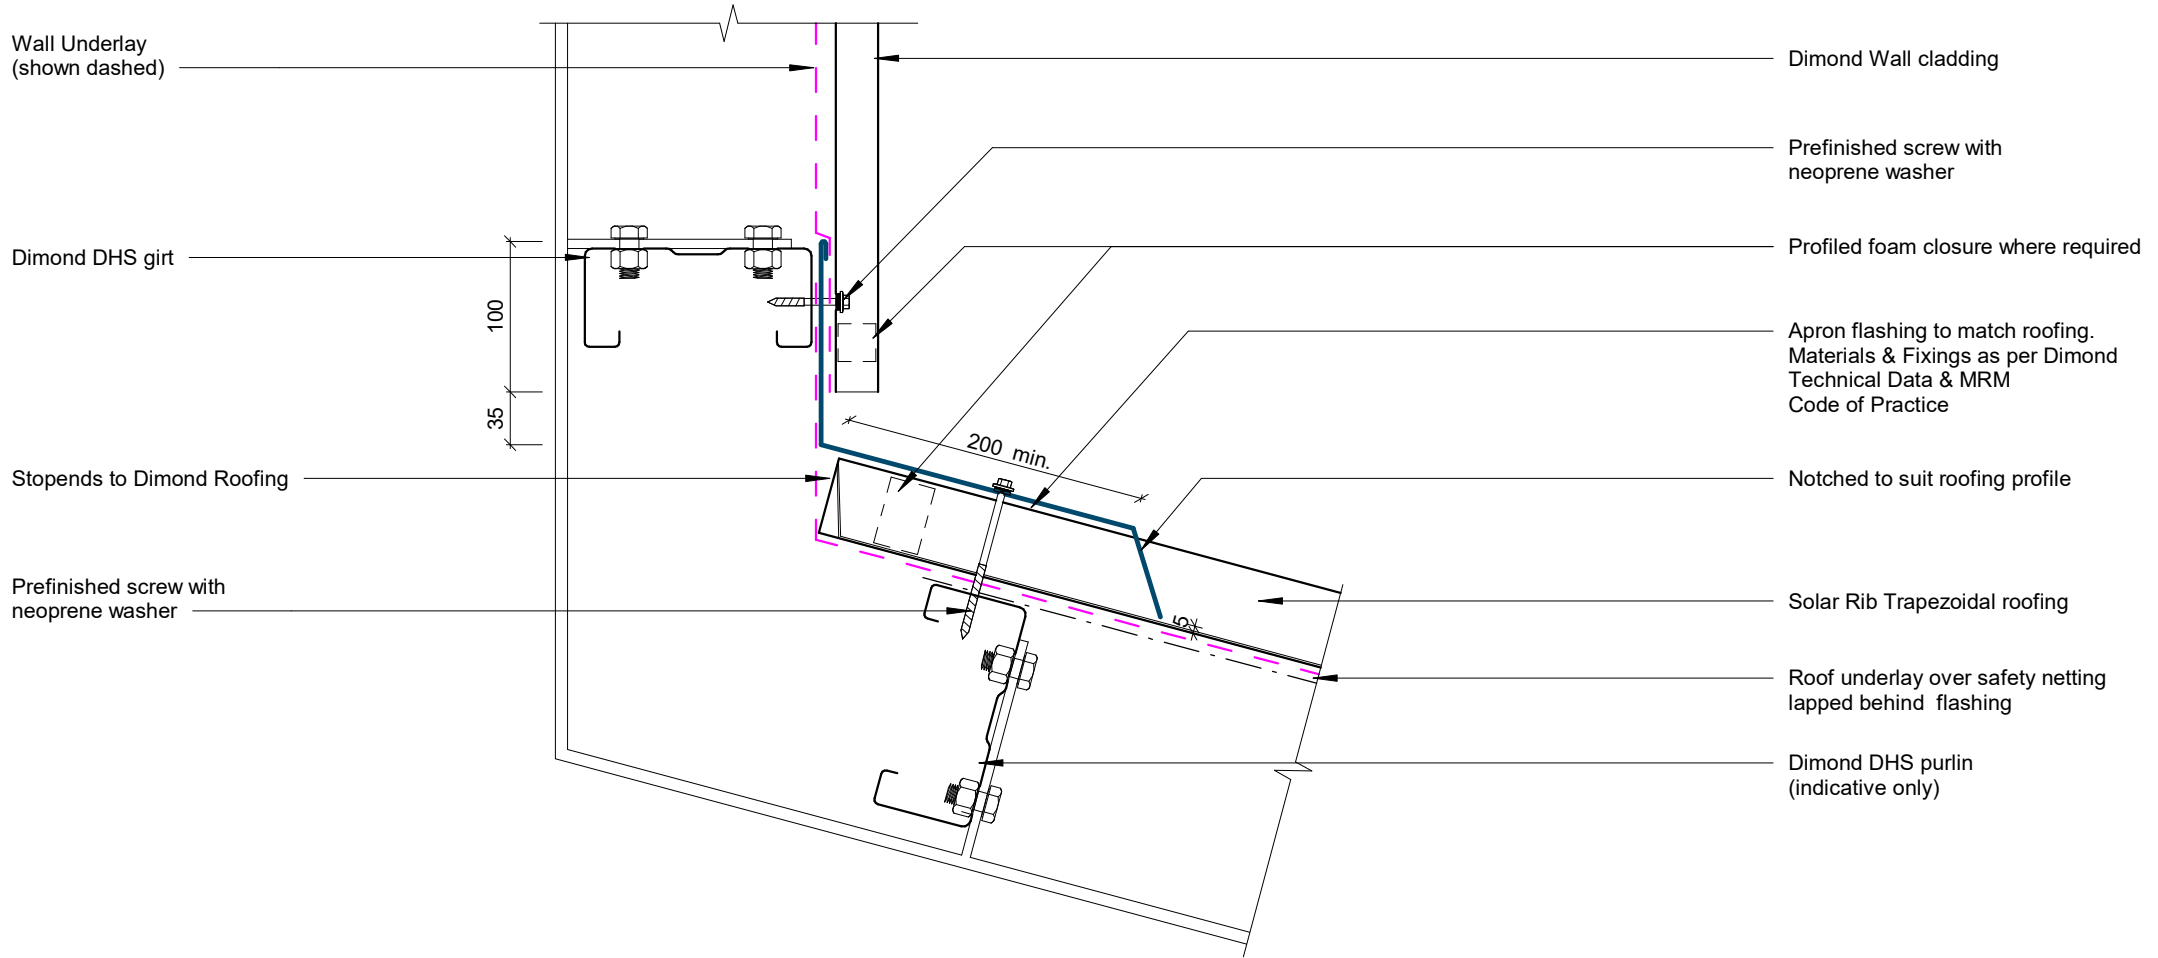 Wall Underlay
(shown dashed)
Dimond DHS girt
100
35
Stopends to Dimond Roofing
Prefinished screw with
neoprene washer
200 min.
5
Dimond Wall cladding
Prefinished screw with
neoprene washer
Profiled foam closure where required
Apron flashing to match roofing.
Materials & Fixings as per Dimond
Technical Data & MRM
Code of Practice
Notched to suit roofing profile
Solar Rib Trapezoidal roofing
Roof underlay over safety netting
lapped behind flashing
Dimond DHS purlin
(indicative only)